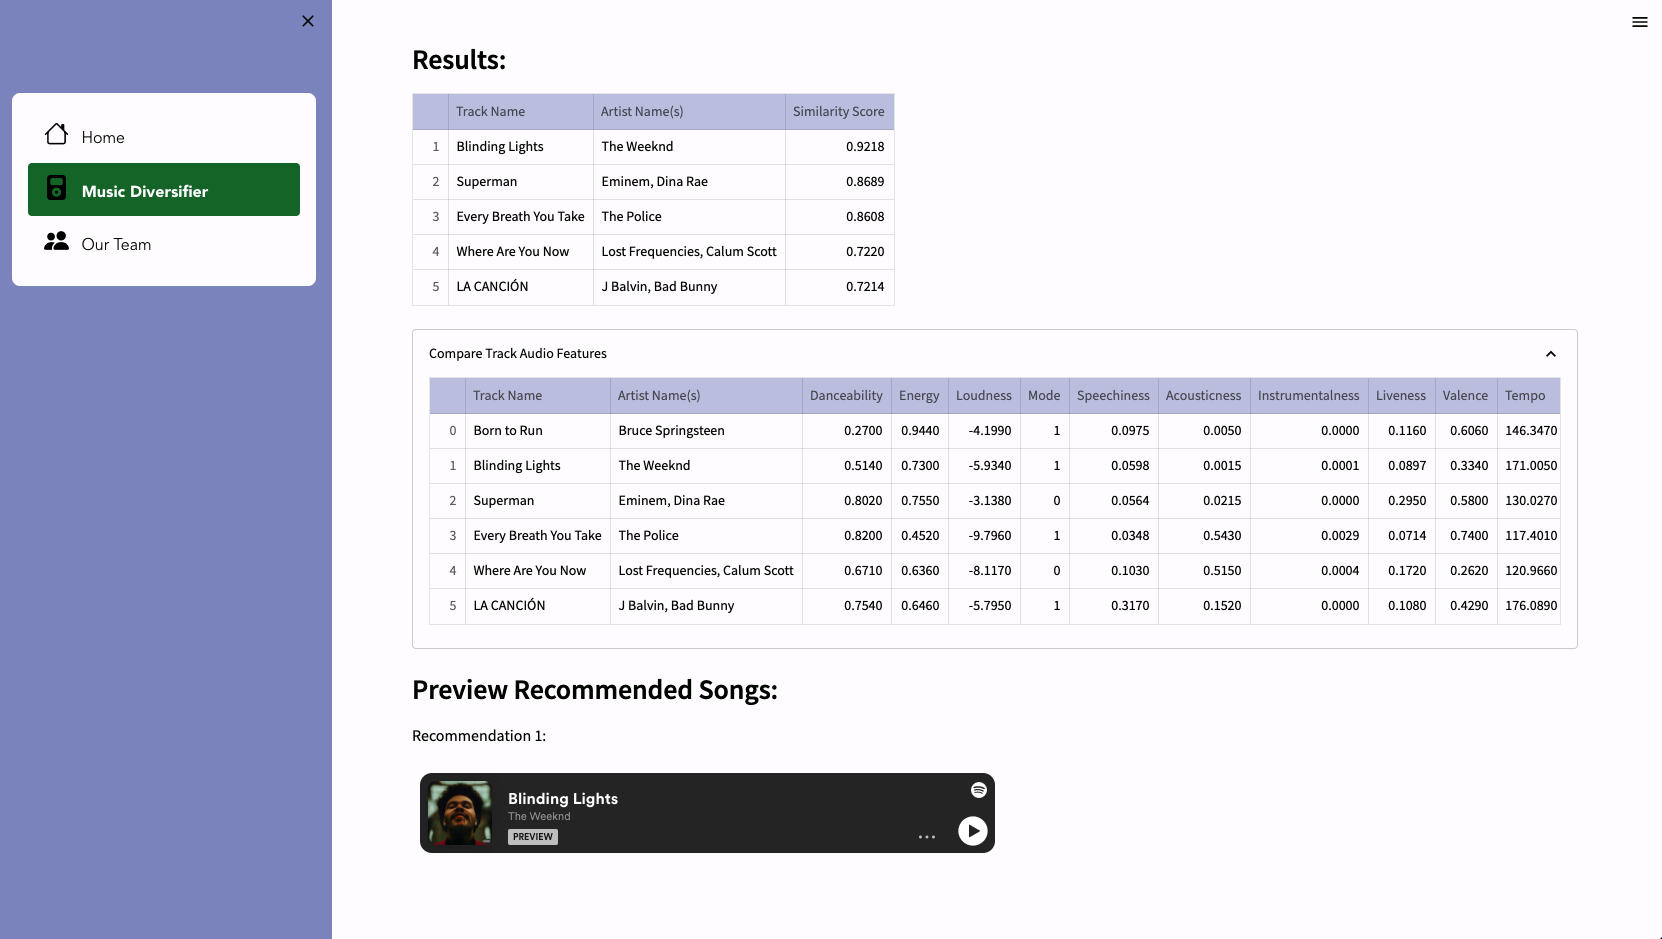 Home
Music Diversifier
Our Team
Results:
Track Name Artist Name(s) Similarity Score
1 Blinding Lights The Weeknd 0.9218
2 Superman Eminem, Dina Rae 0.8689
3 Every Breath You Take The Police 0.8608
4 Where Are You Now Lost Frequencies, Calum Scott 0.7220
5 LA CANCIÓN J Balvin, Bad Bunny 0.7214
Compare Track Audio Features
Track Name Artist Name(s) Danceability Energy Loudness Mode Speechiness Acousticness Instrumentalness Liveness Valence Tempo
0 Born to Run Bruce Springsteen 0.2700 0.9440 -4.1990 1 0.0975 0.0050 0.0000 0.1160 0.6060 146.3470
1 Blinding Lights The Weeknd 0.5140 0.7300 -5.9340 1 0.0598 0.0015 0.0001 0.0897 0.3340 171.0050
2 Superman Eminem, Dina Rae 0.8020 0.7550 -3.1380 0 0.0564 0.0215 0.0000 0.2950 0.5800 130.0270
3 Every Breath You Take The Police 0.8200 0.4520 -9.7960 1 0.0348 0.5430 0.0029 0.0714 0.7400 117.4010
4 Where Are You Now Lost Frequencies, Calum Scott 0.6710 0.6360 -8.1170 0 0.1030 0.5150 0.0004 0.1720 0.2620 120.9660
5 LA CANCIÓN J Balvin, Bad Bunny 0.7540 0.6460 -5.7950 1 0.3170 0.1520 0.0000 0.1080 0.4290 176.0890
Preview Recommended Songs:
Recommendation 1:
Blinding Lights
The Weeknd
PREVIEW